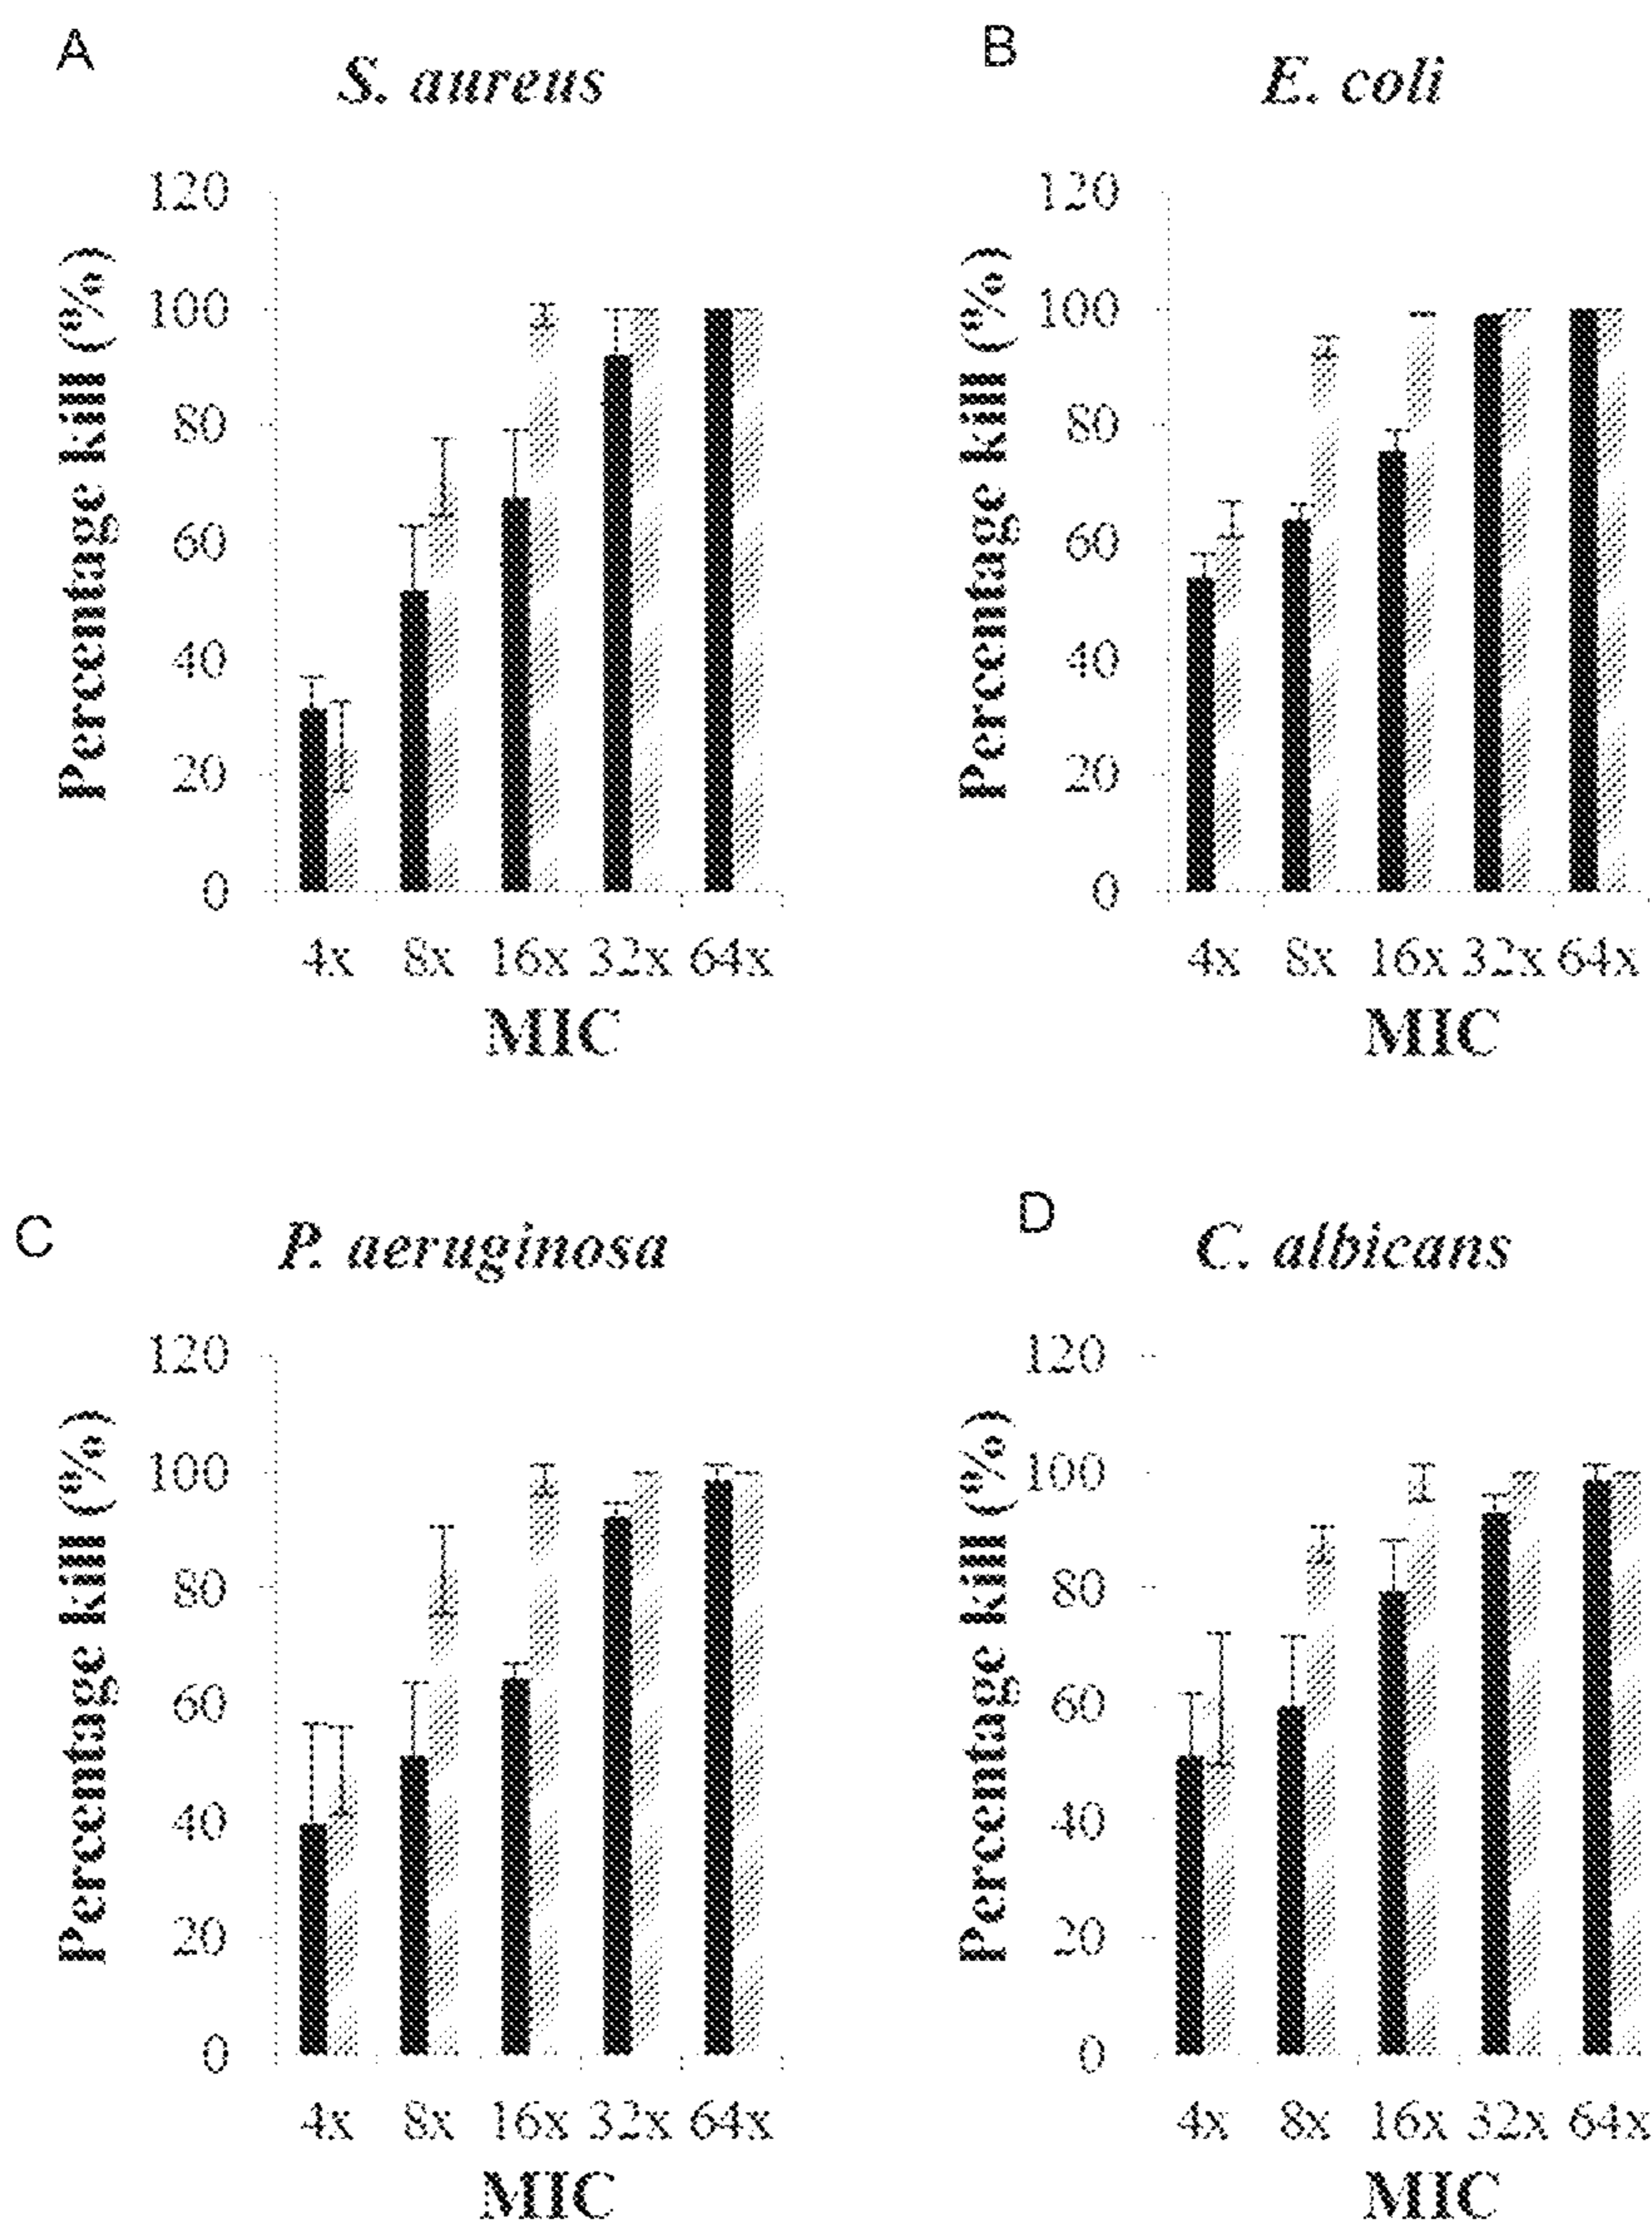 A
S. aureus
Percentage kill (%)
120
100
80
60
40
20
0
4x 8x 16x 32x 64x
MIC
B
E. coli
Percentage kill (%)
120
100
80
60
40
20
0
4x 8x 16x 32x 64x
MIC
C
P. aeruginosa
Percentage kill (%)
120
100
80
60
40
20
0
4x 8x 16x 32x 64x
MIC
D
C. albicans
Percentage kill (%)
120
100
80
60
40
20
0
4x 8x 16x 32x 64x
MIC